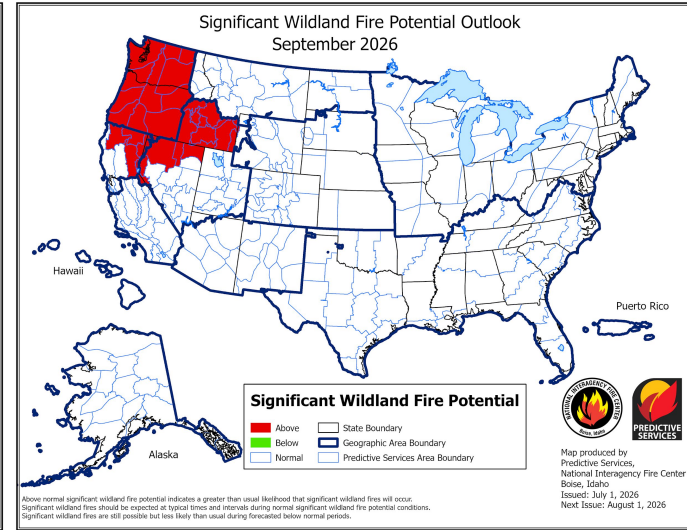 Significant Wildland Fire Potential Outlook
September 2026
Hawaii
Puerto Rico
Alaska
Significant Wildland Fire Potential
Above
State Boundary
Below
Geographic Area Boundary
Normal
Predictive Services Area Boundary
NATIONAL INTERAGENCY FIRE CENTER
Boise, Idaho
PREDICTIVE
SERVICES
Map produced by
Predictive Services,
National Interagency Fire Center
Boise, Idaho
Issued: July 1, 2026
Next Issue: August 1, 2026
Above normal significant wildland fire potential indicates a greater than usual likelihood that significant wildland fires will occur.
Significant wildland fires should be expected at typical times and intervals during normal significant wildland fire potential conditions.
Significant wildland fires are still possible but less likely than usual during forecasted below normal periods.